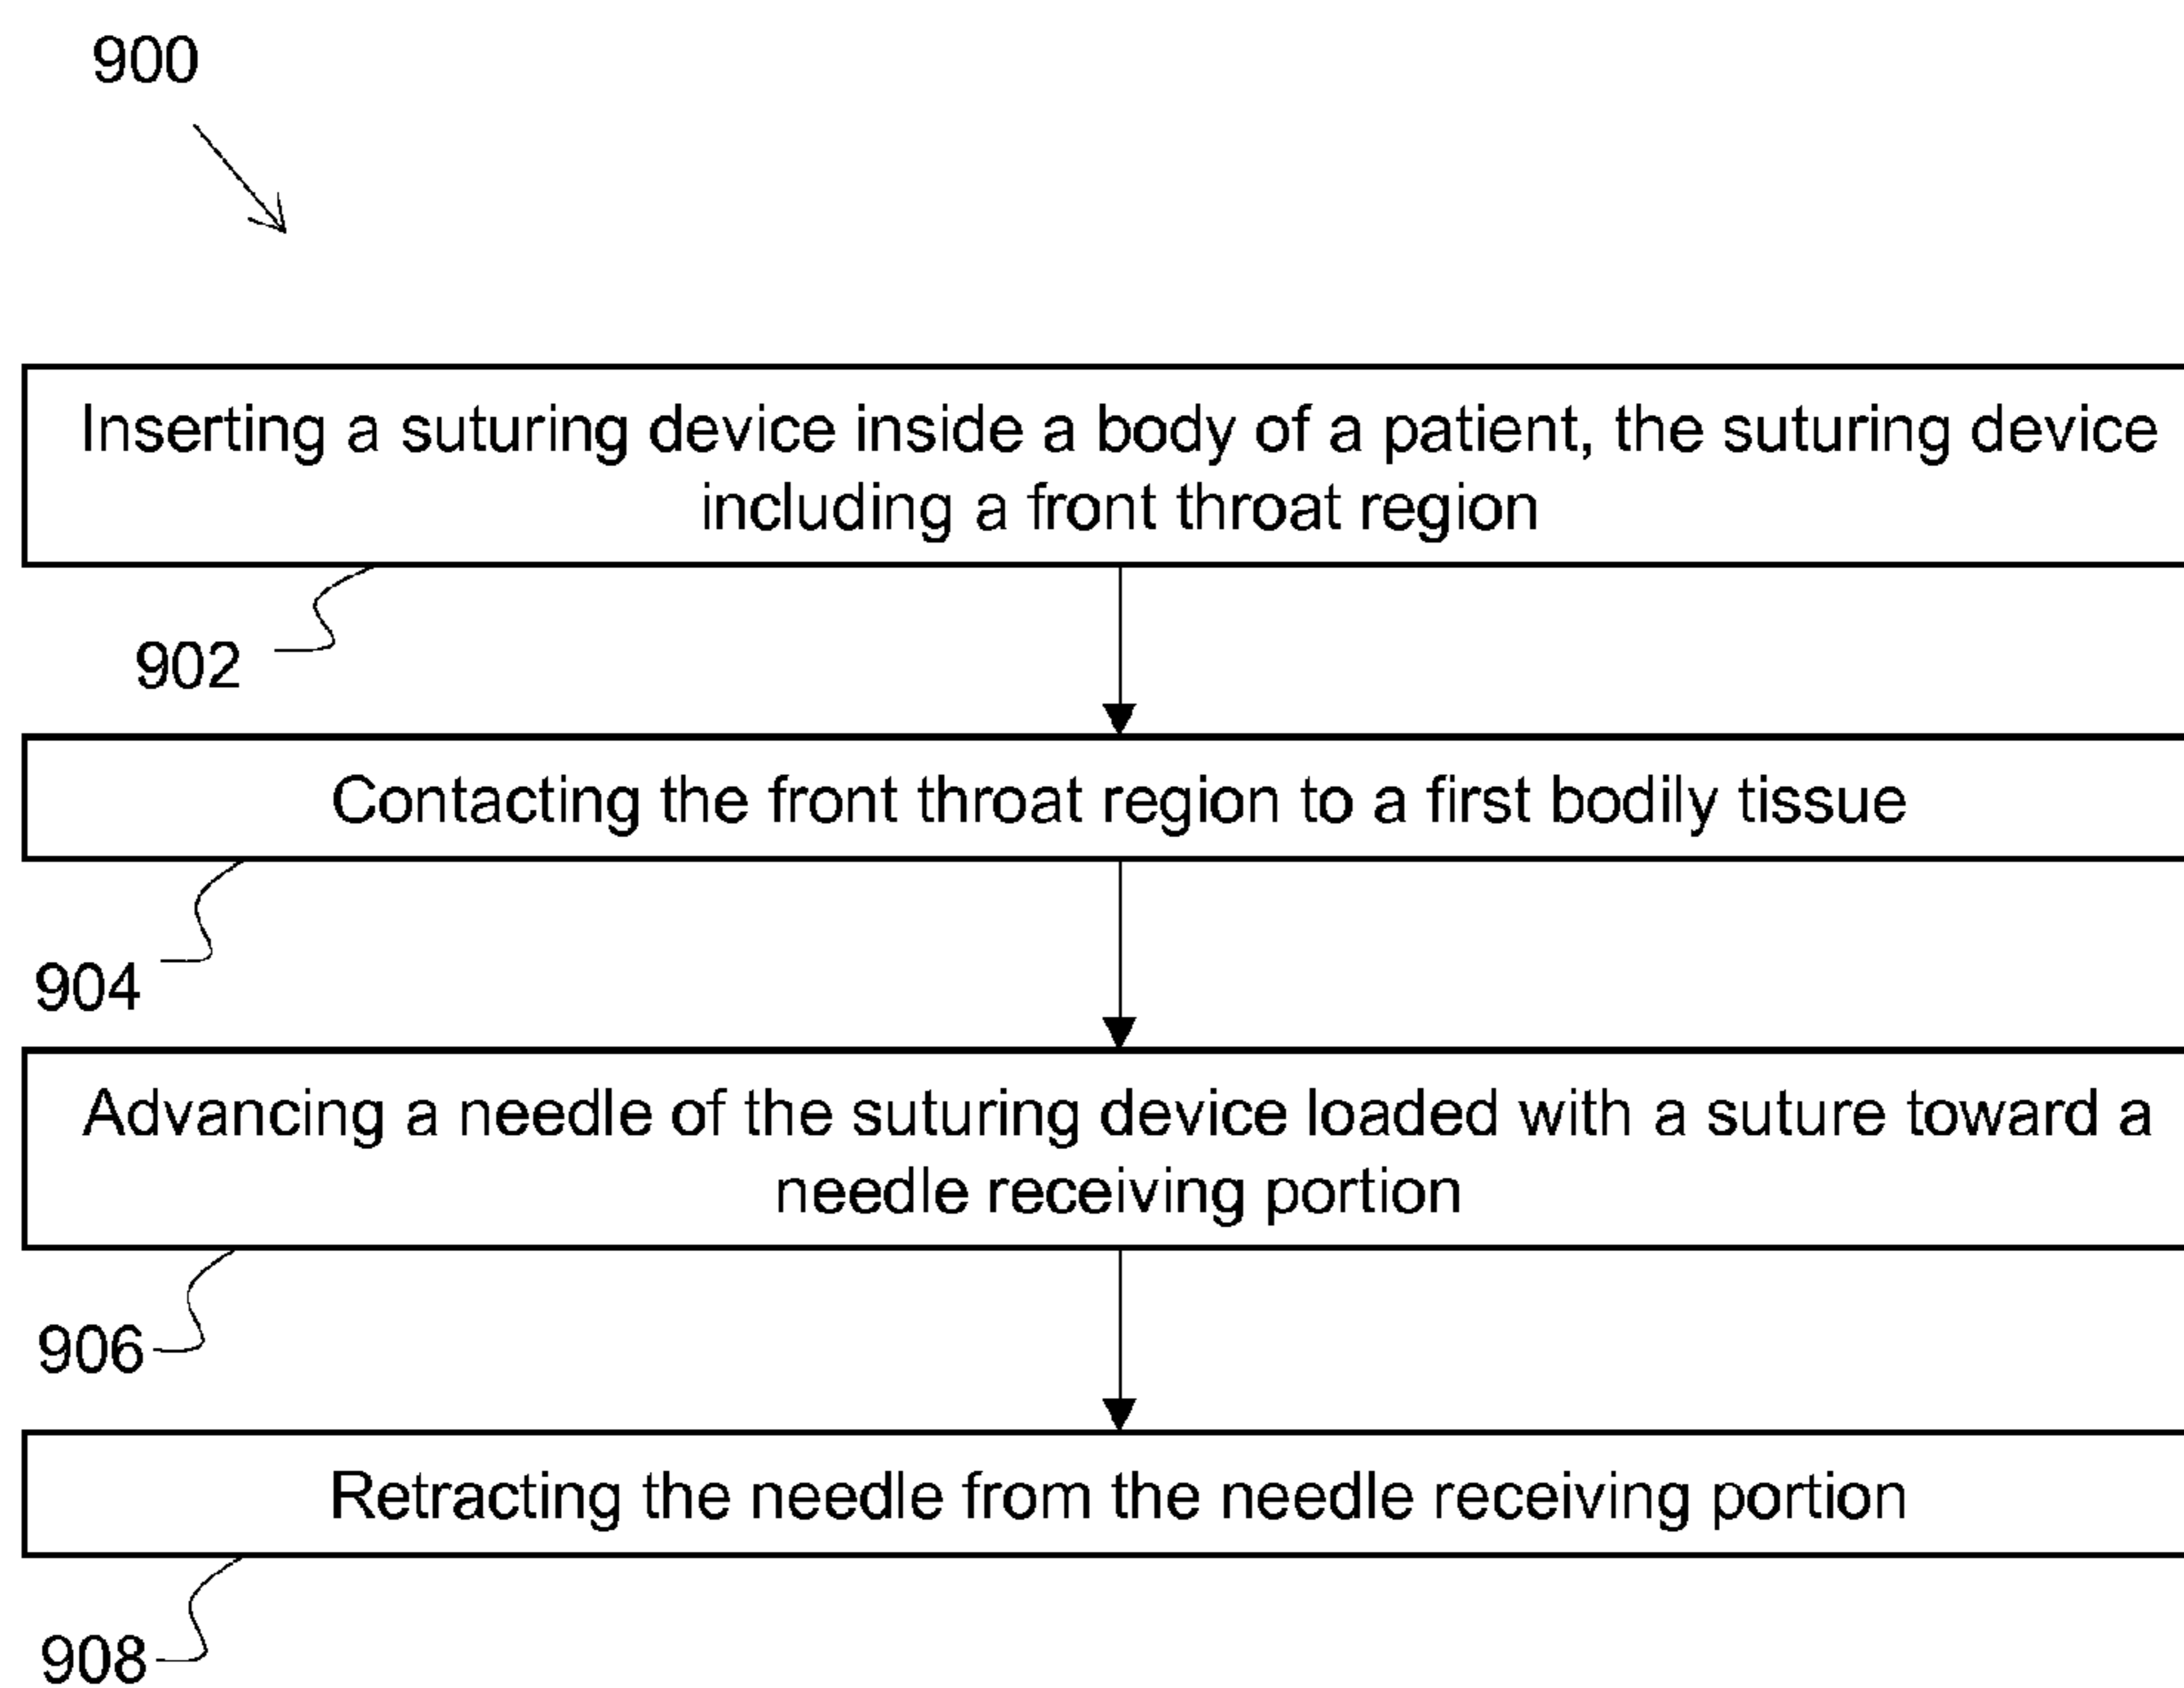 900
Inserting a suturing device inside a body of a patient, the suturing device
including a front throat region
902
Contacting the front throat region to a first bodily tissue
904
Advancing a needle of the suturing device loaded with a suture toward a
needle receiving portion
906
Retracting the needle from the needle receiving portion
908